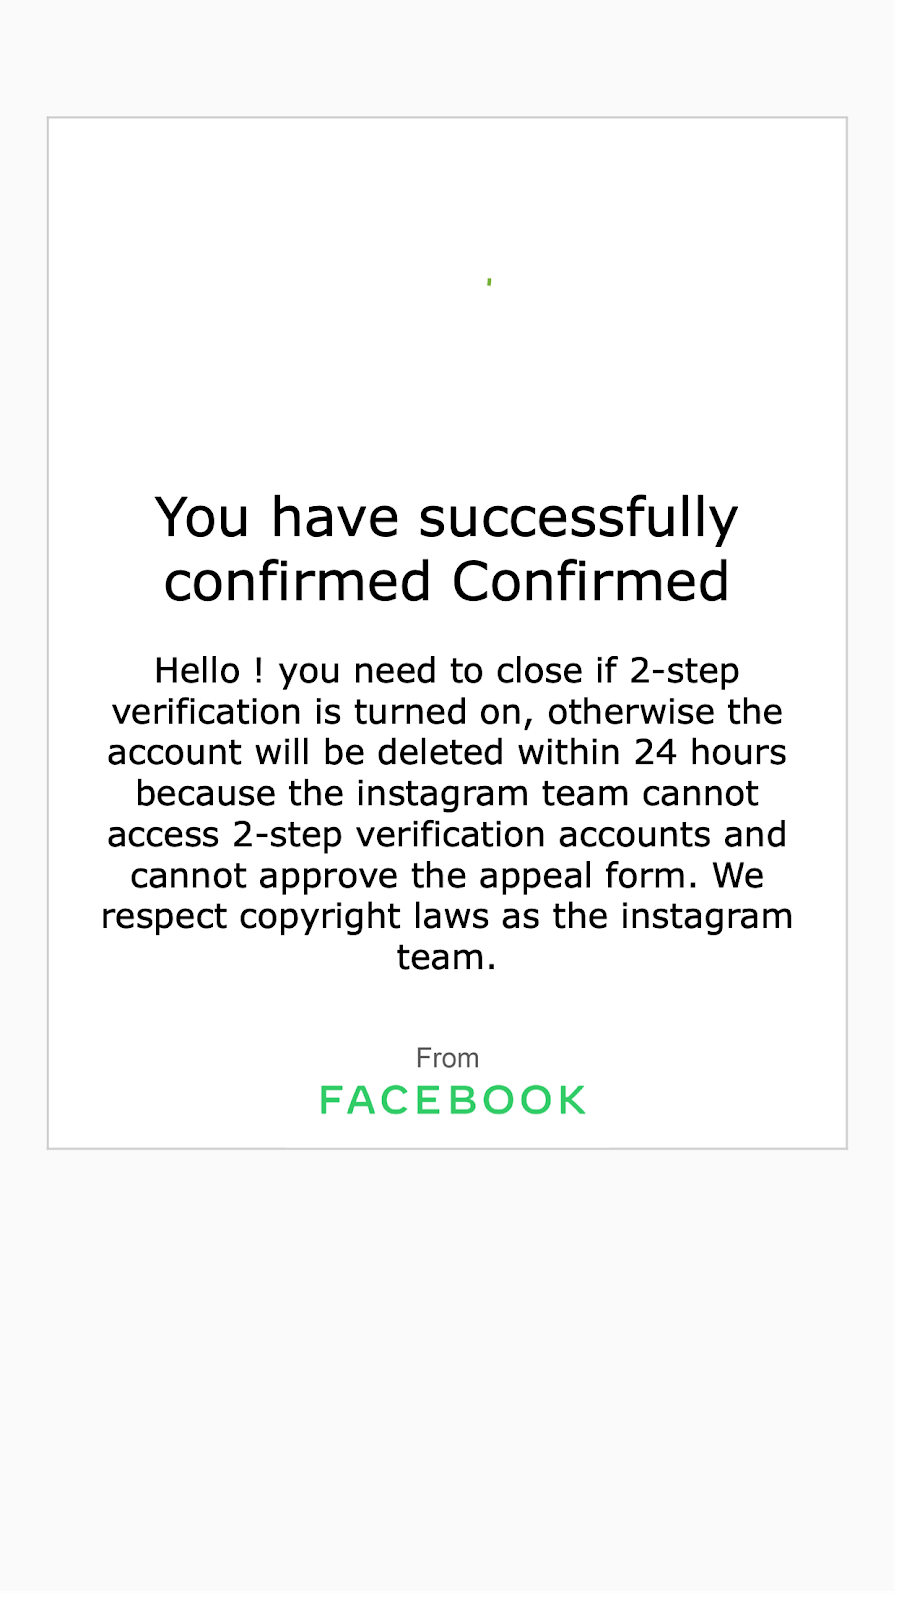 You have successfully
confirmed Confirmed
Hello ! you need to close if 2-step
verification is turned on, otherwise the
account will be deleted within 24 hours
because the instagram team cannot
access 2-step verification accounts and
cannot approve the appeal form. We
respect copyright laws as the instagram
team.
From
FACEBOOK